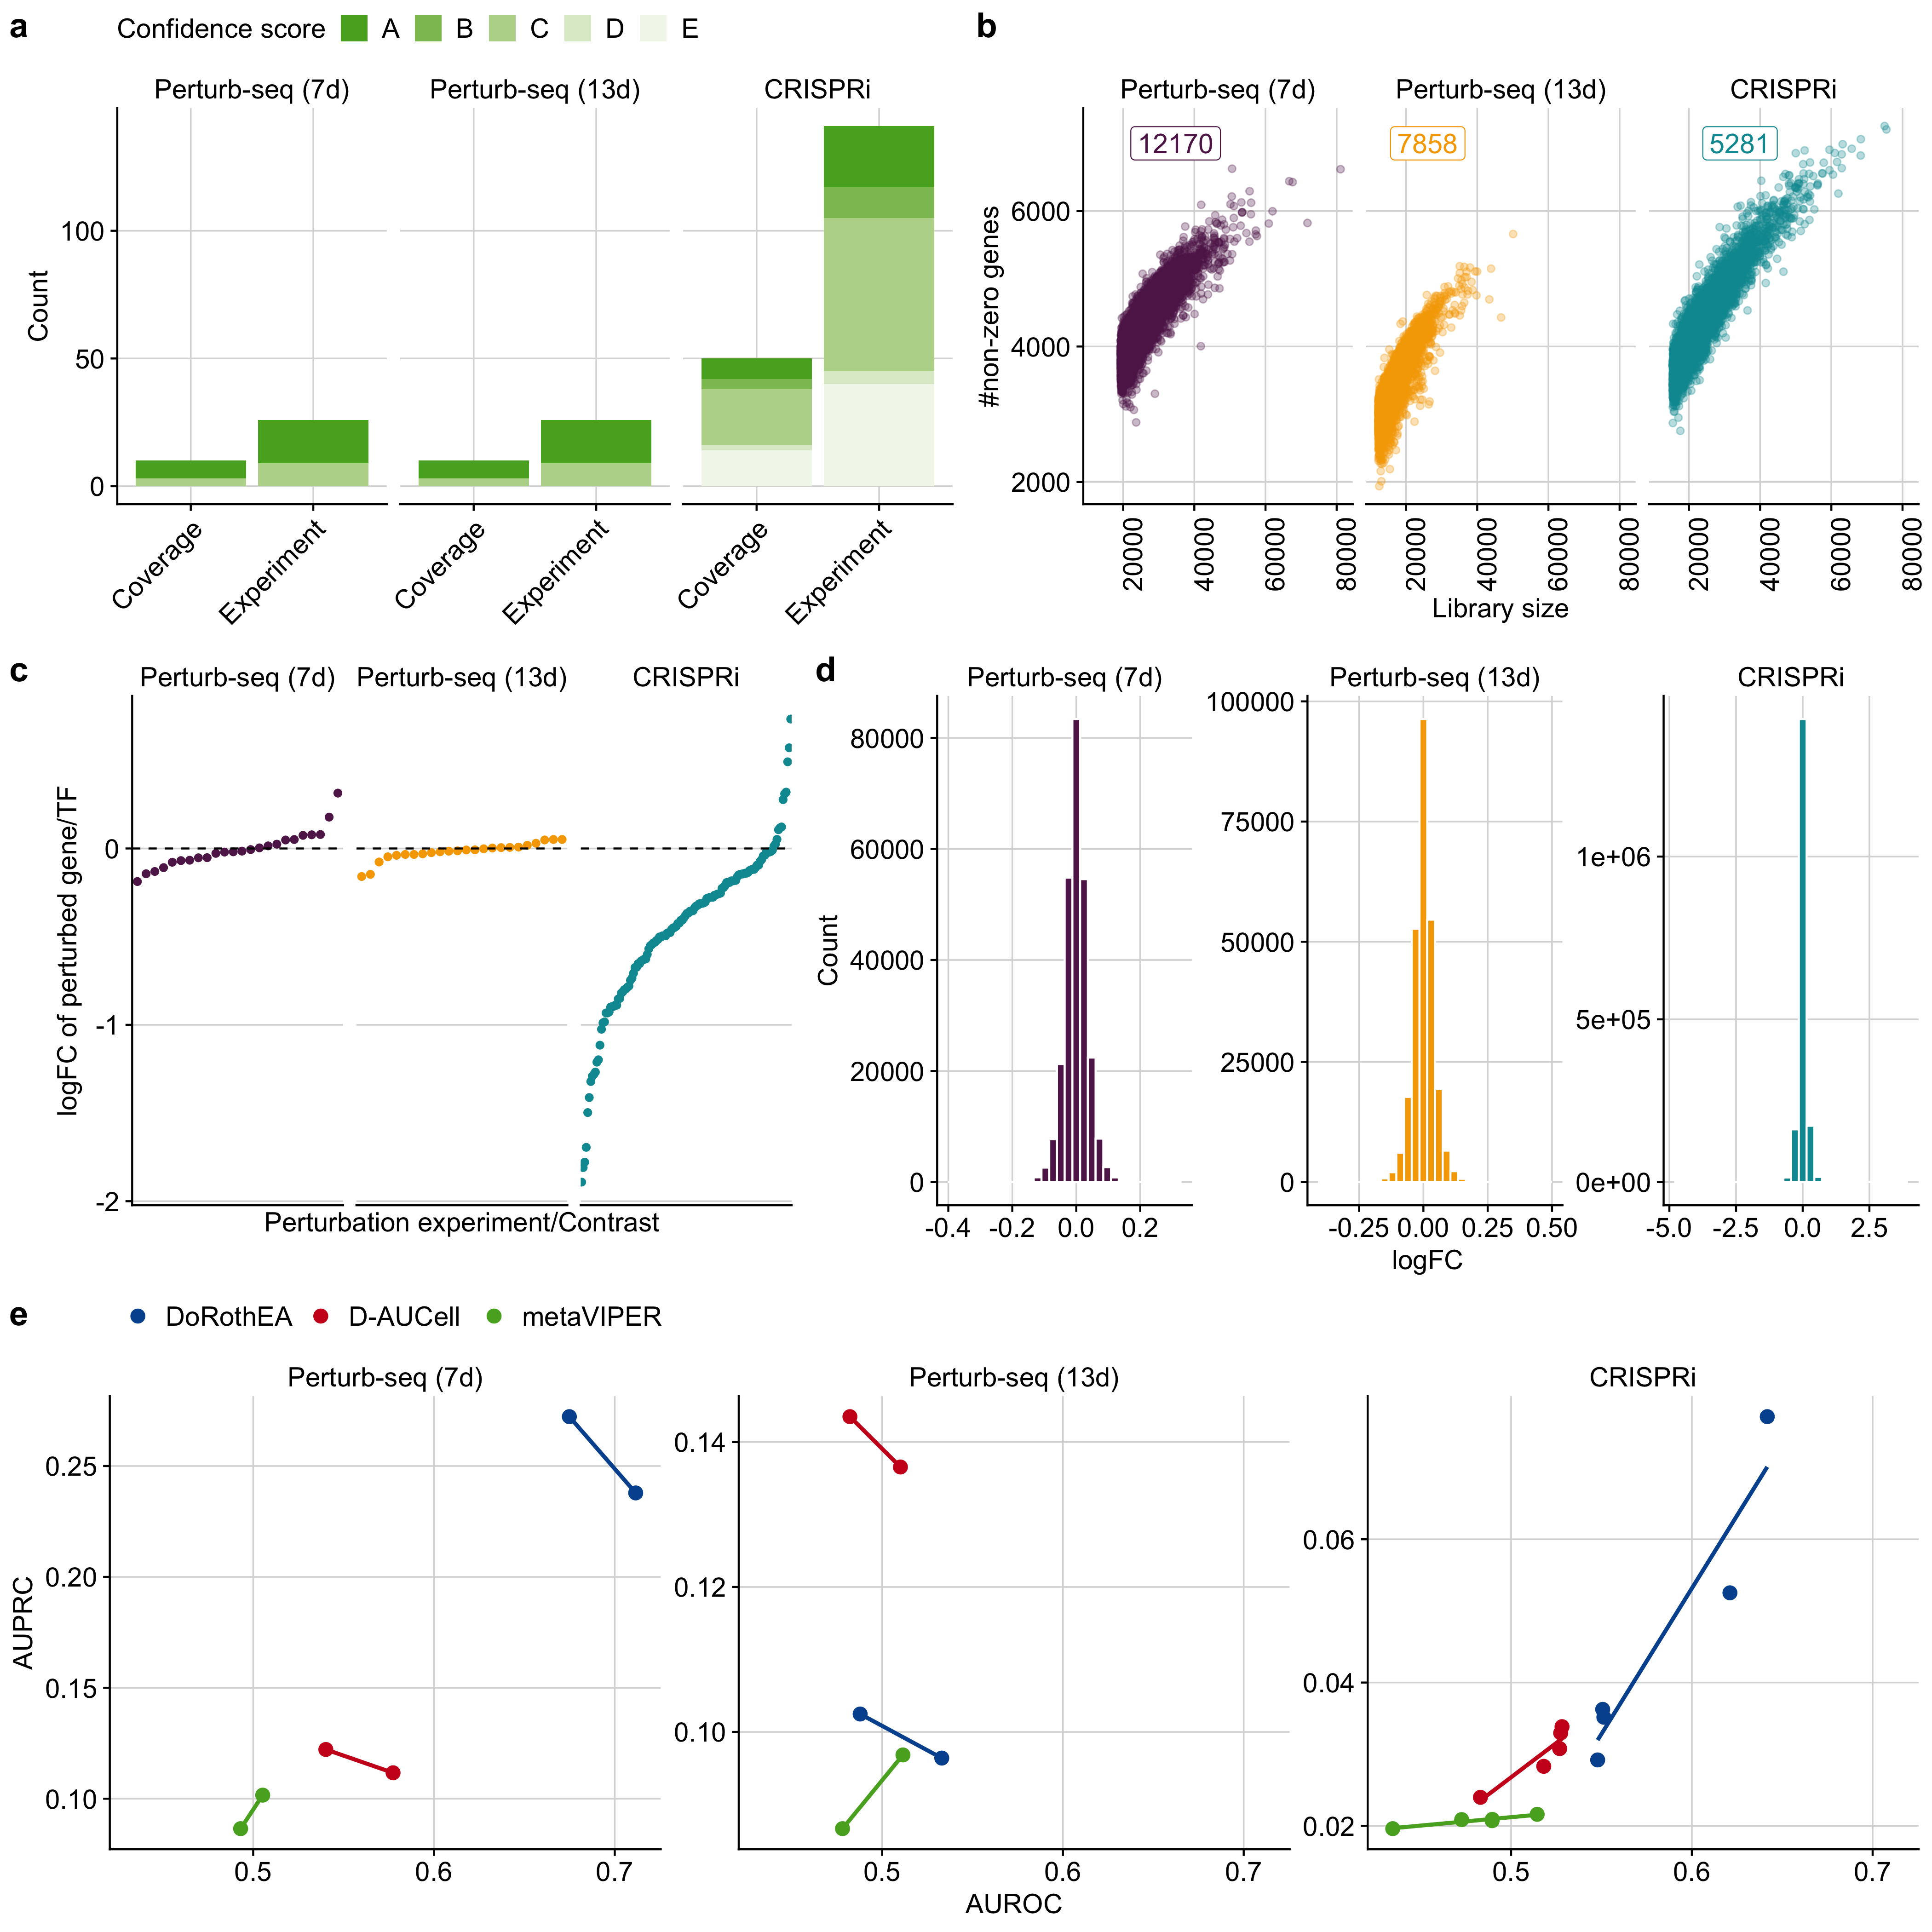 a
Confidence score A B C D E
Perturb-seq (7d) Perturb-seq (13d) CRISPRi
Count
100
50
0
Coverage Experiment Coverage Experiment Coverage Experiment
b
Perturb-seq (7d) Perturb-seq (13d) CRISPRi
12170 7858 5281
#non-zero genes
6000
4000
2000
20000 40000 60000 80000 20000 40000 60000 80000 20000 40000 60000 80000
Library size
c
Perturb-seq (7d) Perturb-seq (13d) CRISPRi
logFC of perturbed gene/TF
0
-1
-2
Perturbation experiment/Contrast
d
Perturb-seq (7d) Perturb-seq (13d) CRISPRi
Count
80000
60000
40000
20000
0
-0.4 -0.2 0.0 0.2
100000
75000
50000
25000
0
-0.25 0.00 0.25 0.50
1e+06
5e+05
0e+00
-5.0 -2.5 0.0 2.5
logFC
e
DoRothEA D-AUCell metaVIPER
Perturb-seq (7d) Perturb-seq (13d) CRISPRi
AUPRC
0.25
0.20
0.15
0.10
0.5 0.6 0.7
0.14
0.12
0.10
0.5 0.6 0.7
0.06
0.04
0.02
0.5 0.6 0.7
AUROC